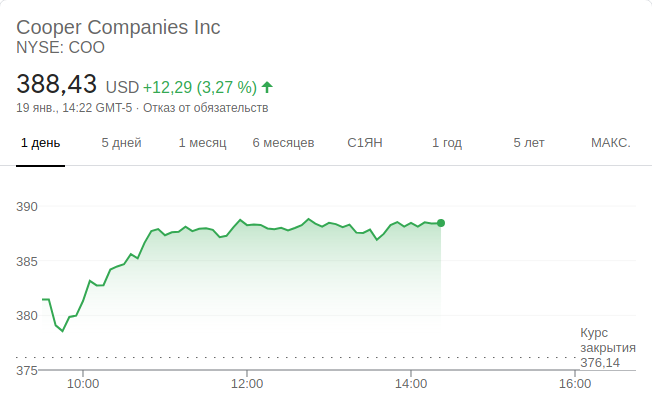 Cooper Companies Inc
NYSE: COO
388,43 USD +12,29 (3,27 %)
19 янв., 14:22 GMT-5 · Отказ от обязательств
1 день 5 дней 1 месяц 6 месяцев С1ЯН 1 год 5 лет МАКС.
390
385
380
Курс
закрытия
376,14
375
10:00 12:00 14:00 16:00